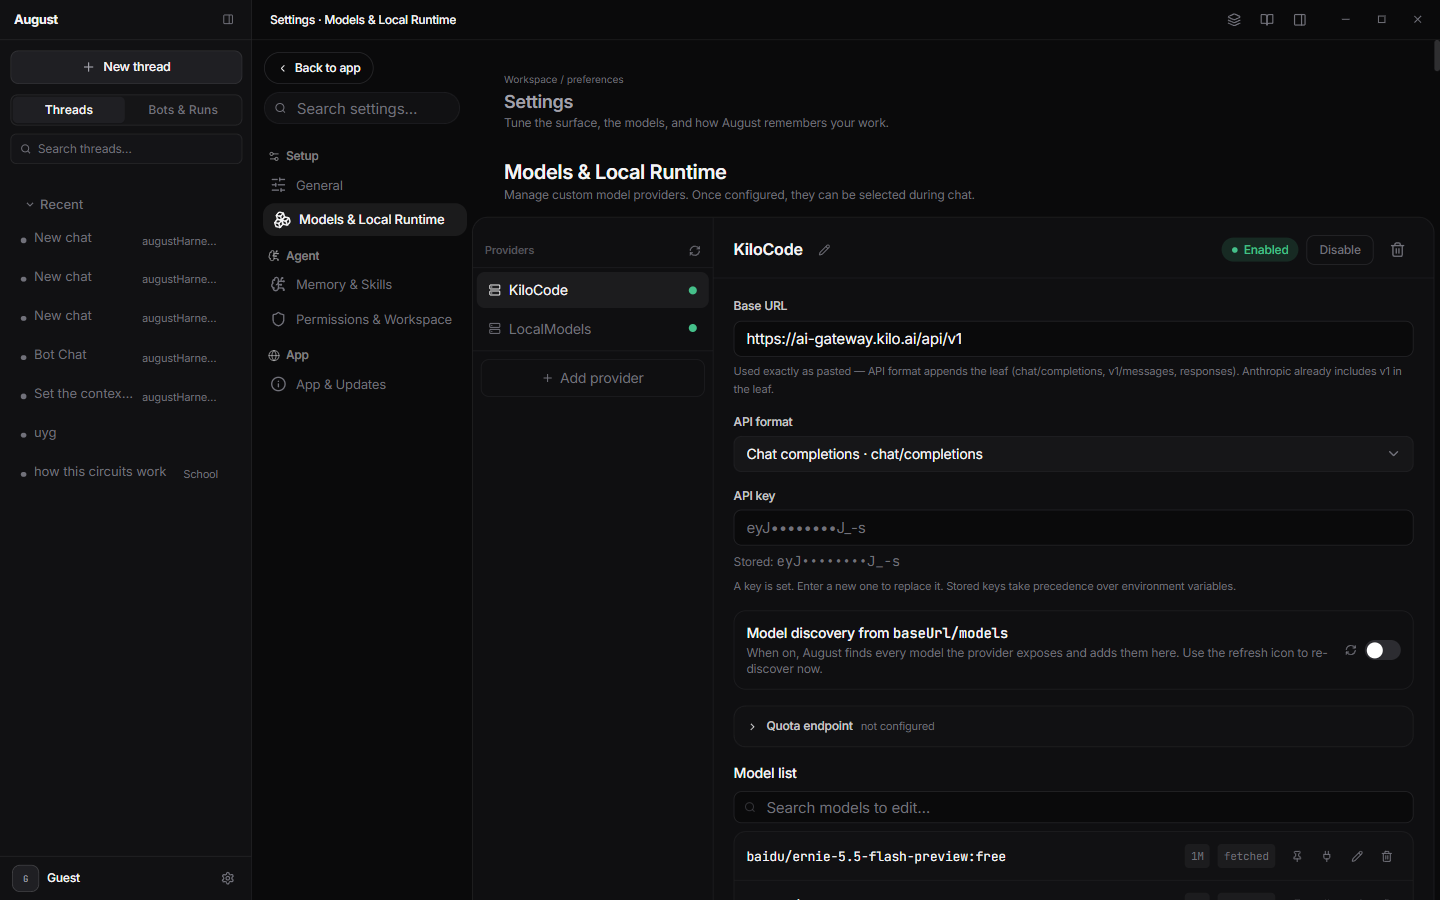 August
Settings · Models & Local Runtime
New thread
Threads
Bots & Runs
Search threads...
Recent
New chat
augustHarne...
New chat
augustHarne...
New chat
augustHarne...
Bot Chat
augustHarne...
Set the contex...
augustHarne...
uyg
how this circuits work
School
G
Guest
Back to app
Search settings...
Setup
General
Models & Local Runtime
Agent
Memory & Skills
Permissions & Workspace
App
App & Updates
Workspace / preferences
Settings
Tune the surface, the models, and how August remembers your work.
Models & Local Runtime
Manage custom model providers. Once configured, they can be selected during chat.
Providers
KiloCode
LocalModels
Add provider
KiloCode
Enabled
Disable
Base URL
https://ai-gateway.kilo.ai/api/v1
Used exactly as pasted — API format appends the leaf (chat/completions, v1/messages, responses). Anthropic already includes v1 in
the leaf.
API format
Chat completions · chat/completions
API key
eyJ••••••••J_-s
Stored: eyJ••••••••J_-s
A key is set. Enter a new one to replace it. Stored keys take precedence over environment variables.
Model discovery from baseUrl/models
When on, August finds every model the provider exposes and adds them here. Use the refresh icon to re-
discover now.
Quota endpoint not configured
Model list
Search models to edit...
baidu/ernie-5.5-flash-preview:free
1M
fetched